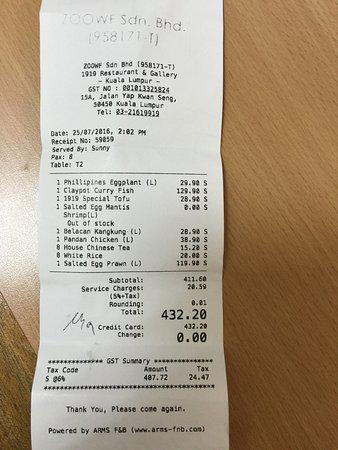 ZOOWF Sdn. Bhd.
(958171-T)
ZOOWF Sdn Bhd (958171-T)
1919 Restaurant & Gallery
- Kuala Lumpur -
GST NO : 001013325824
15A, Jalan Yap Kwan Seng,
50450 Kuala Lumpur
Tel: 03-21619919
Date: 25/07/2016, 2:02 PM
Receipt No: 59059
Served By: Sunny
Pax: 8
Table: T2
1 Phillipines Eggplant (L) 29.90 S
1 Claypot Curry Fish 129.90 S
1 1919 Special Tofu 28.90 S
1 Salted Egg Mantis 0.00 S
Shrimp(L)
Out of stock
1 Belacan Kangkung (L) 28.90 S
1 Pandan Chicken (L) 38.90 S
8 House Chinese Tea 15.20 S
8 White Rice 20.00 S
1 Salted Egg Prawn (L) 119.90 S
Subtotal: 411.60
Service Charges: 20.59
(5%+Tax)
Rounding: 0.01
Total: 432.20
Credit Card: 432.20
Change: 0.00
*************** GST Summary ***************
Tax Code Amount Tax
S @6% 407.72 24.47
Thank You, Please come again.
Powered by ARMS F&B (www.arms-fnb.com)